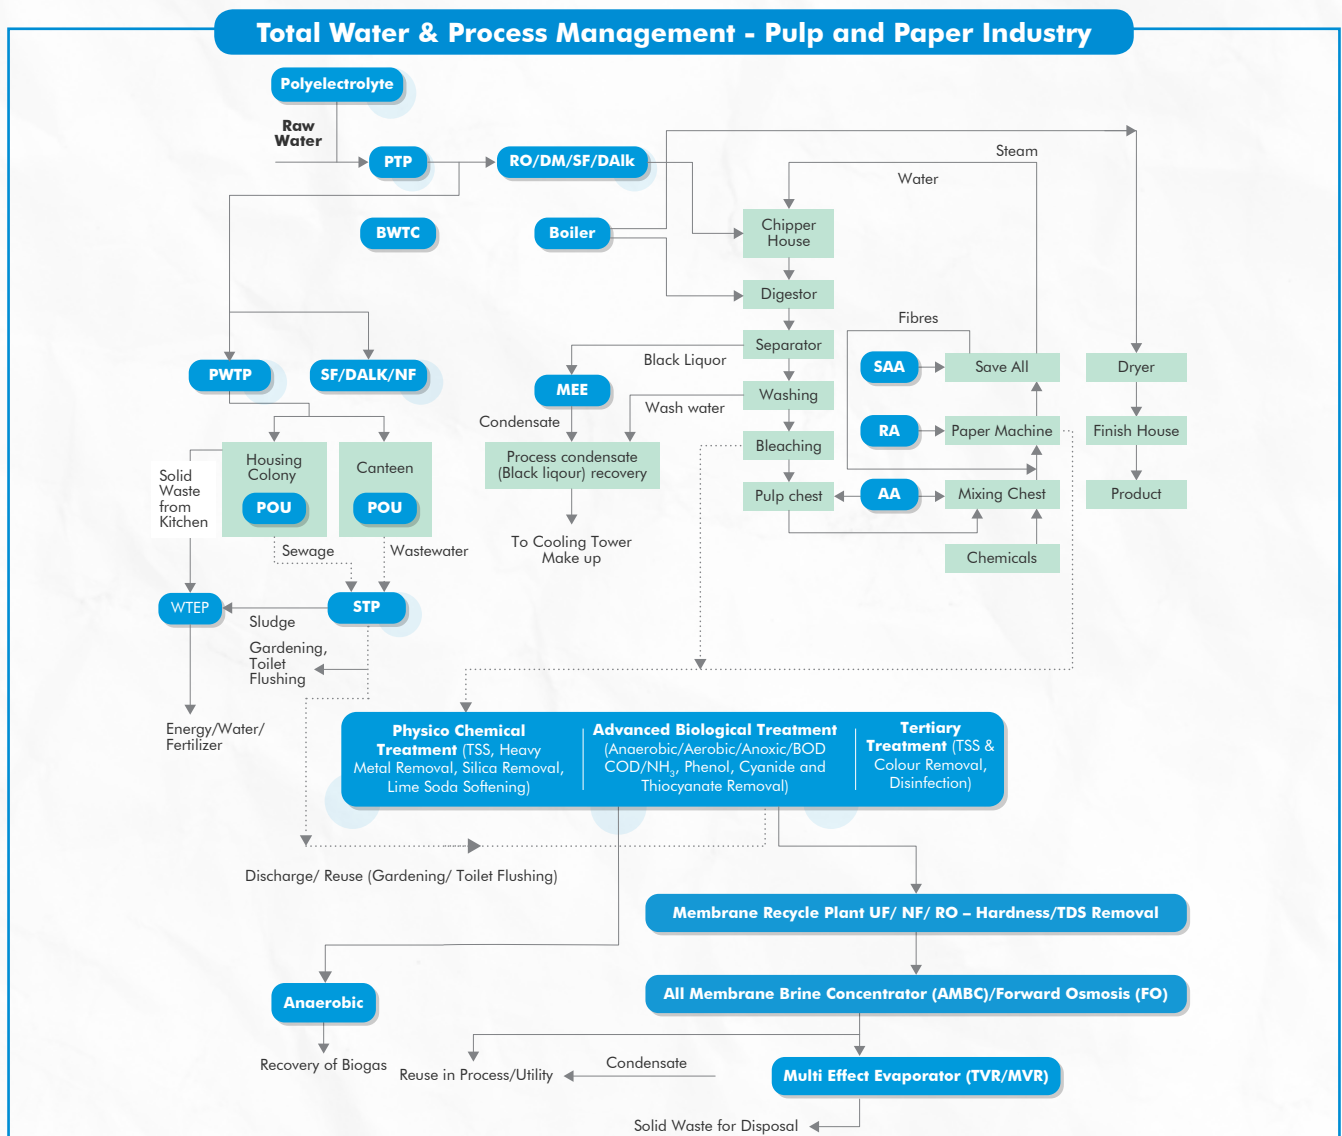 Total Water & Process Management - Pulp and Paper Industry
Polyelectrolyte
Raw
Water
PTP
RO/DM/SF/DAlk
Steam
Water
BWTC
Boiler
Chipper
House
Digestor
Fibres
Separator
Black Liquor
SAA
Save All
Dryer
PWTP
SF/DALK/NF
MEE
Washing
Wash water
Condensate
RA
Paper Machine
Finish House
Bleaching
Process condensate
(Black liqour) recovery
Housing
Colony
Canteen
Solid
Waste
from
Kitchen
POU
POU
Pulp chest
AA
Mixing Chest
Product
To Cooling Tower
Make up
Chemicals
Sewage
Wastewater
WTEP
STP
Sludge
Gardening,
Toilet
Flushing
Energy/Water/
Fertilizer
Physico Chemical
Treatment (TSS, Heavy
Metal Removal, Silica Removal,
Lime Soda Softening)
Advanced Biological Treatment
(Anaerobic/Aerobic/Anoxic/BOD
COD/NH3, Phenol, Cyanide and
Thiocyanate Removal)
Tertiary
Treatment (TSS &
Colour Removal,
Disinfection)
Discharge/ Reuse (Gardening/ Toilet Flushing)
Membrane Recycle Plant UF/ NF/ RO – Hardness/TDS Removal
All Membrane Brine Concentrator (AMBC)/Forward Osmosis (FO)
Anaerobic
Recovery of Biogas
Reuse in Process/Utility
Condensate
Multi Effect Evaporator (TVR/MVR)
Solid Waste for Disposal